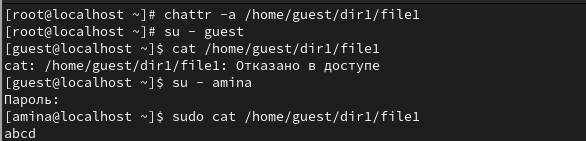 [root@localhost ~]# chattr -a /home/guest/dir1/file1
[root@localhost ~]# su - guest
[guest@localhost ~]$ cat /home/guest/dir1/file1
cat: /home/guest/dir1/file1: Отказано в доступе
[guest@localhost ~]$ su - amina
Пароль:
[amina@localhost ~]$ sudo cat /home/guest/dir1/file1
abcd